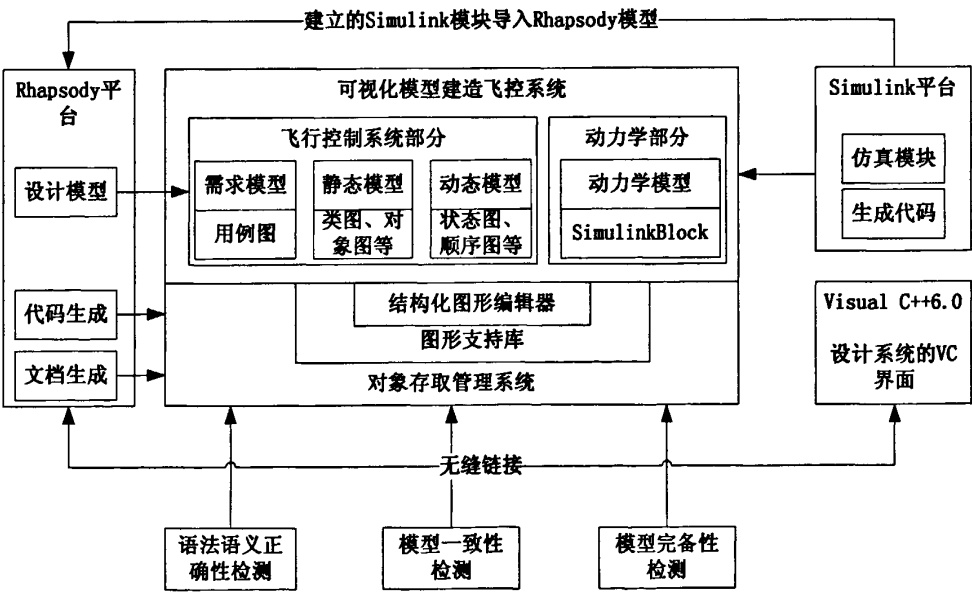 建立的Simulink模块导入Rhapsody模型
Rhapsody平
台
设计模型
代码生成
文档生成
可视化模型建造飞控系统
飞行控制系统部分
需求模型
用例图
静态模型
类图、对
象图等
动态模型
状态图、
顺序图等
动力学部分
动力学模型
SimulinkBlock
结构化图形编辑器
图形支持库
对象存取管理系统
Simulink平台
仿真模块
生成代码
Visual C++6.0
设计系统的VC
界面
无缝链接
语法语义正
确性检测
模型一致性
检测
模型完备性
检测